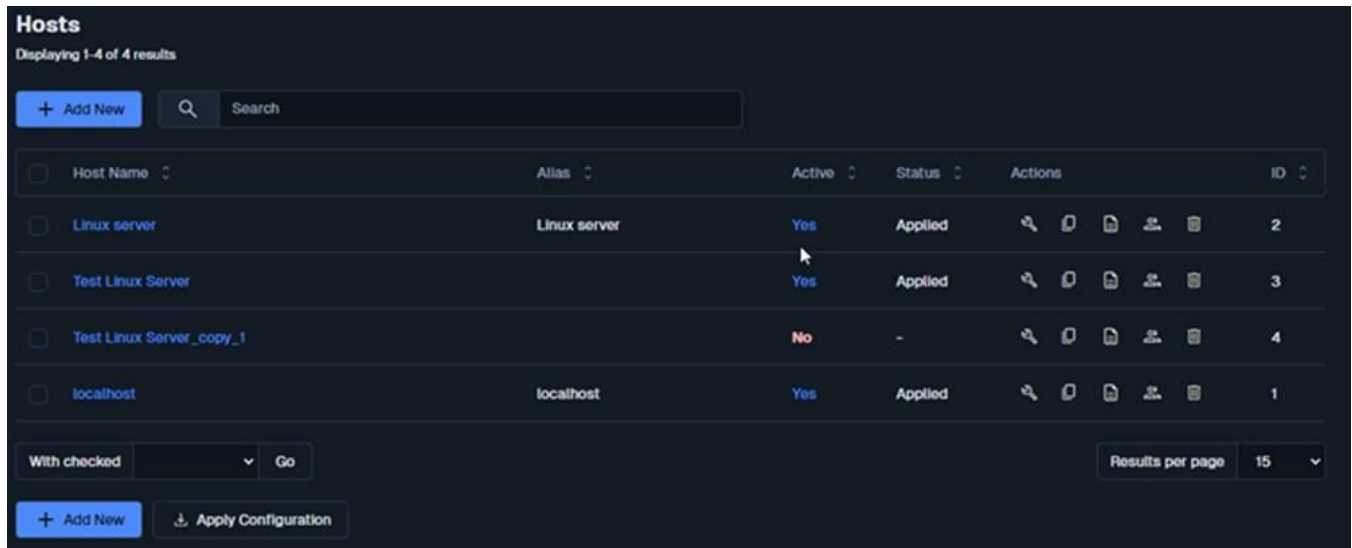 Hosts
Displaying 1-4 of 4 results
+ Add New Search
Host Name Alias Active Status Actions ID
Linux server Linux server Yes Applied 2
Test Linux Server Yes Applied 3
Test Linux Server_copy_1 No - 4
localhost localhost Yes Applied 1
With checked Go Results per page 15
+ Add New Apply Configuration